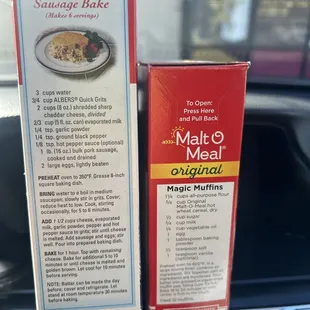 Sausage Bake
(Makes 6 servings)
3 cups water
3/4 cup ALBERS® Quick Grits
2 cups (8 oz.) shredded sharp
cheddar cheese, divided
2/3 cup (5 fl. oz. can) evaporated milk
1/4 tsp. garlic powder
1/4 tsp. ground black pepper
1/8 tsp. hot pepper sauce (optional)
1 lb. (16 oz.) bulk pork sausage,
cooked and drained
2 large eggs, lightly beaten
PREHEAT oven to 350°F. Grease 8-inch
square baking dish.
BRING water to a boil in medium
saucepan; slowly stir in grits. Cover;
reduce heat to low. Cook, stirring
occasionally, for 5 to 6 minutes.
ADD 1 1/2 cups cheese, evaporated
milk, garlic powder, pepper and hot
pepper sauce to grits; stir until cheese
is melted. Add sausage and eggs; stir
well. Pour into prepared baking dish.
BAKE for 1 hour. Top with remaining
cheese. Bake for additional 5 to
10 minutes or until cheese is melted and
golden brown. Let cool for 10 minutes
before serving.
NOTE: Baker can be made the day
before, cover and refrigerate. Let
stand at room temperature 30 minutes
before baking.
To Open:
Press Here
and Pull Back
Malt O
Meal®
original
Magic Muffins
cups all-purpose flour
cup Original
Malt-O-Meal hot
wheat cereal, dry
cup sugar
cup milk
cup vegetable oil
egg
tablespoon baking
powder
teaspoon salt
teaspoon vanilla
(optional)